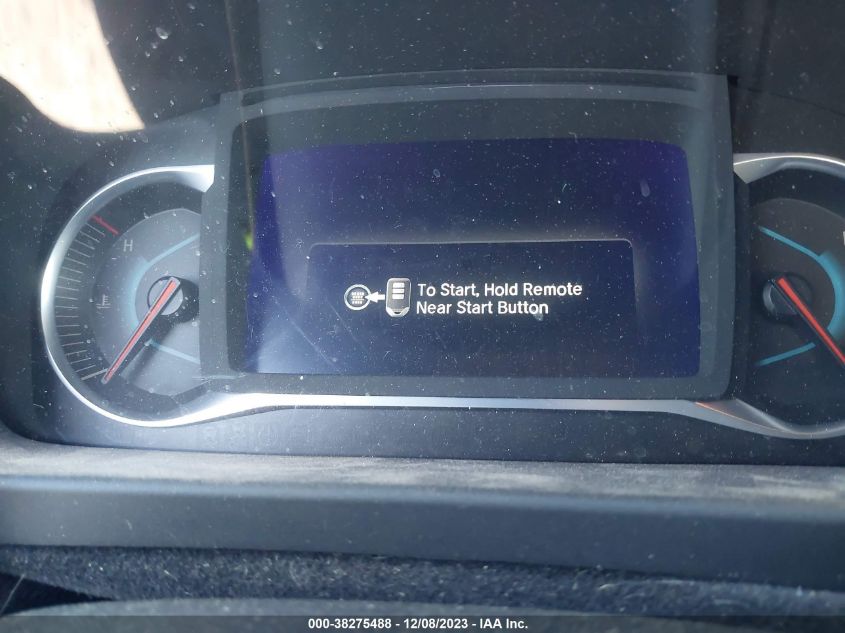 H
To Start, Hold Remote
Near Start Button
000-38275488 - 12/08/2023 - IAA Inc.